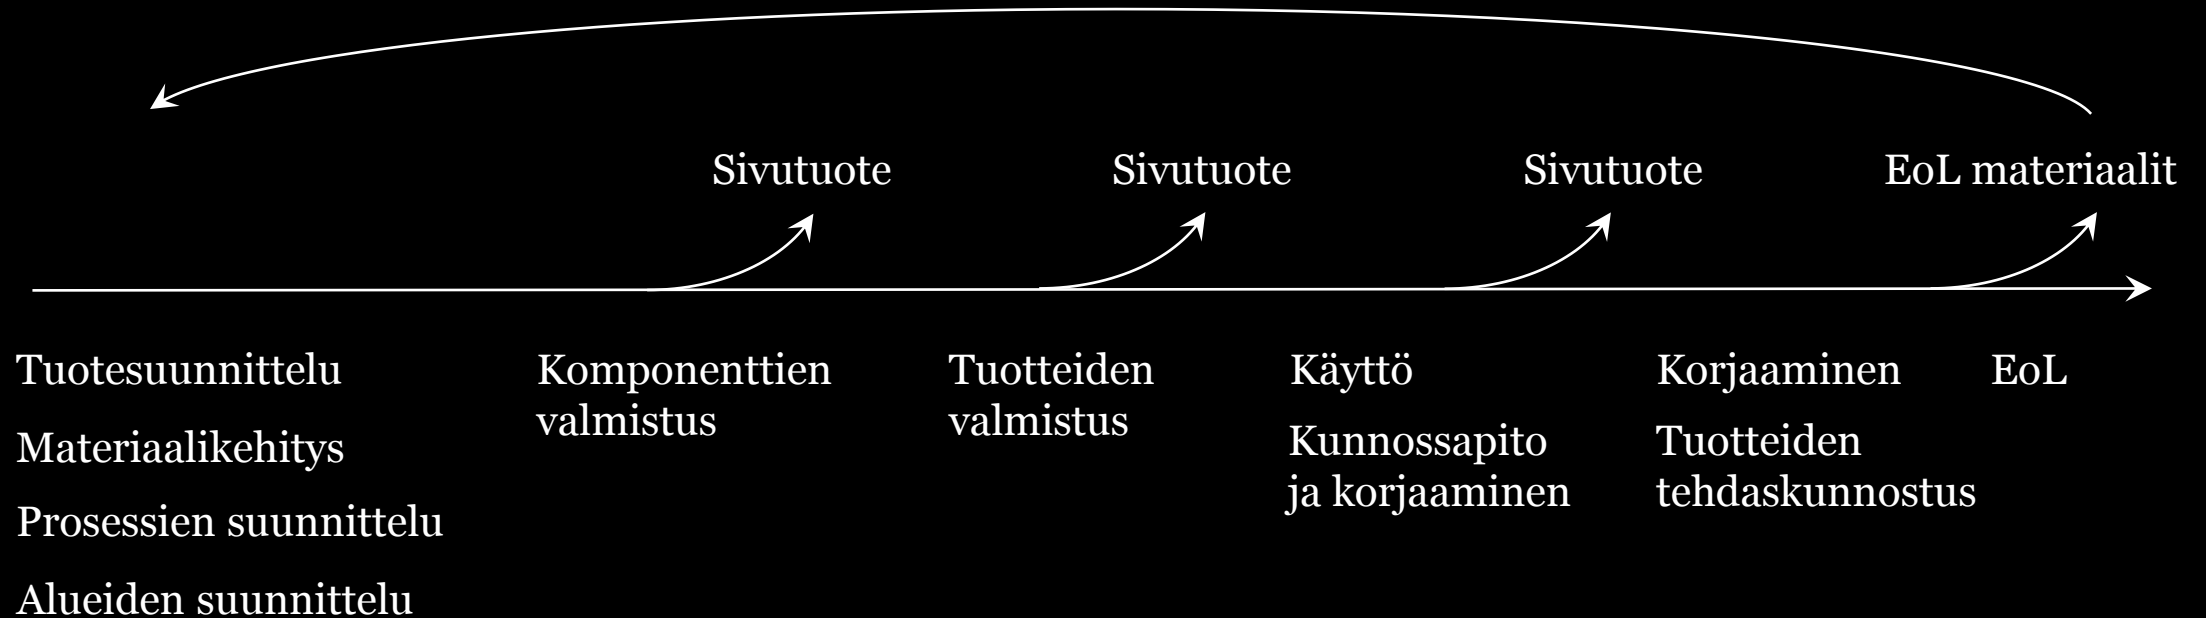 Sivutuote
Sivutuote
Sivutuote
EoL materiaalit
Tuotesuunnittelu
Materiaalikehitys
Prosessien suunnittelu
Alueiden suunnittelu
Komponenttien
valmistus
Tuotteiden
valmistus
Käyttö
Kunnossapito
ja korjaaminen
Korjaaminen
Tuotteiden
tehdaskunnostus
EoL